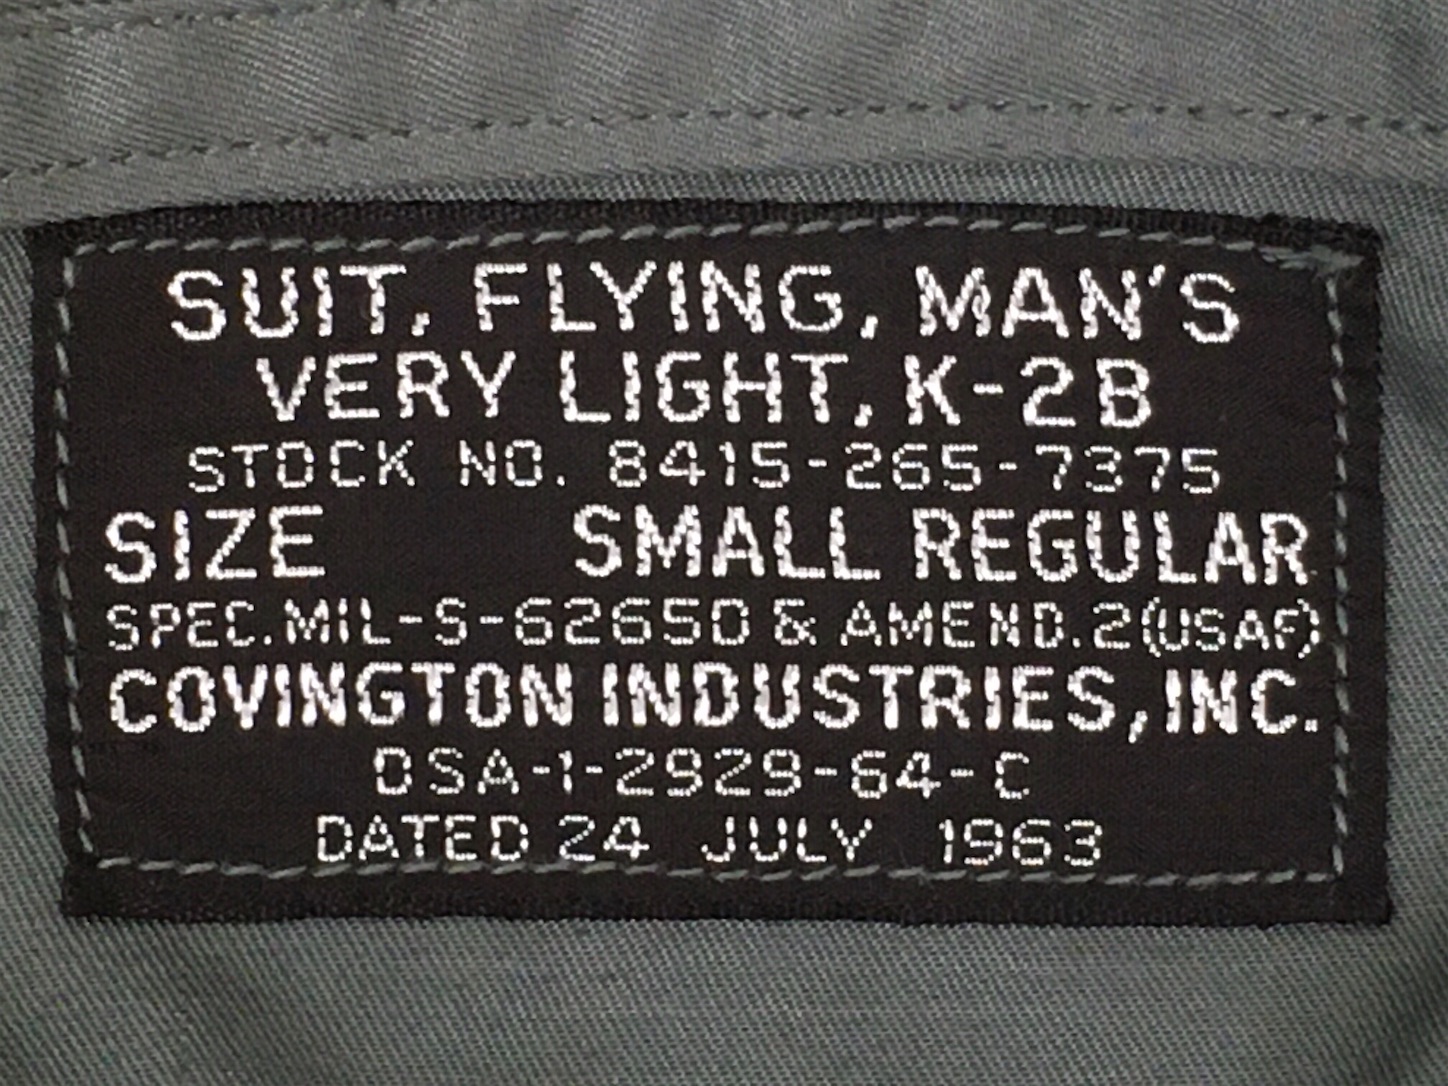 SUIT, FLYING, MAN'S
VERY LIGHT, K-2B
STOCK NO. 8415-265-7375
SIZE SMALL REGULAR
SPEC.MIL-S-62650 & AMEND.2(USAF)
COVINGTON INDUSTRIES, INC.
DSA-1-2929-64-C
DATED 24 JULY 1963